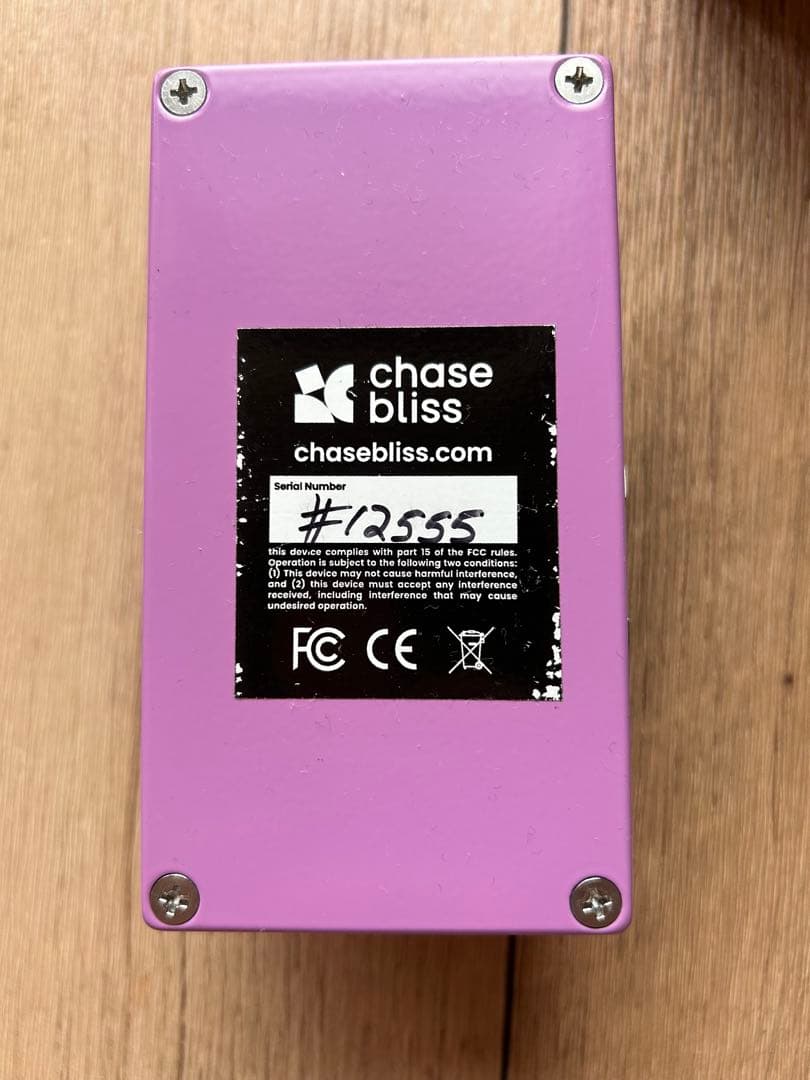 chase
bliss
chasebliss.com
Serial Number
#12555
this device complies with part 15 of the FCC rules.
Operation is subject to the following two conditions:
(1) This device may not cause harmful interference,
and (2) this device must accept any interference
received, including interference that may cause
undesired operation.
FC CE